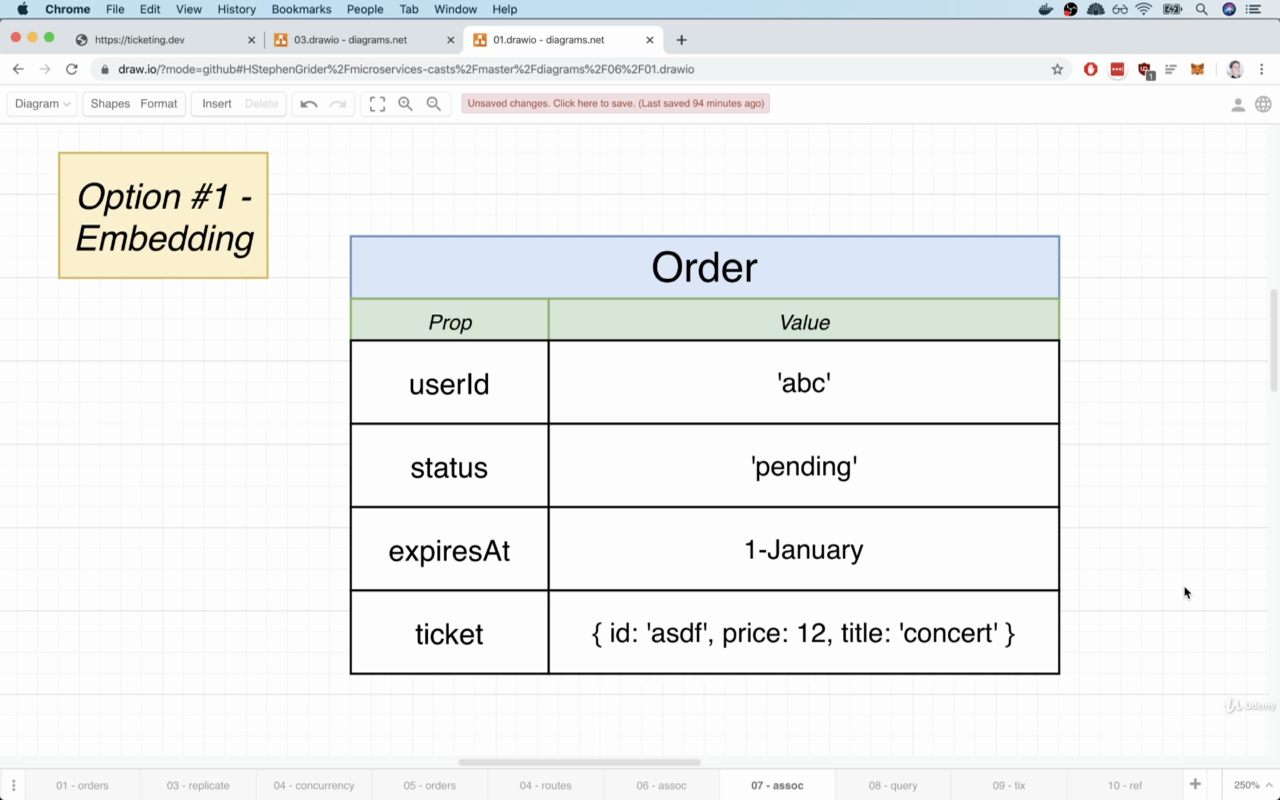 Chrome File Edit View History Bookmarks People Tab Window Help
https://ticketing.dev
03.drawio - diagrams.net
01.drawio - diagrams.net
draw.io/?mode=github#HStephenGrider%2Fmicroservices-casts%2Fmaster%2Fdiagrams%2F06%2F01.drawio
1
Diagram Shapes Format Insert Delete
Unsaved changes. Click here to save. (Last saved 94 minutes ago)
Option #1 -
Embedding
Order
Prop Value
userId 'abc'
status 'pending'
expiresAt 1-January
ticket { id: 'asdf', price: 12, title: 'concert' }
Udemy
01 - orders 03 - replicate 04 - concurrency 05 - orders 04 - routes 06 - assoc 07 - assoc 08 - query 09 - tix 10 - ref 250%